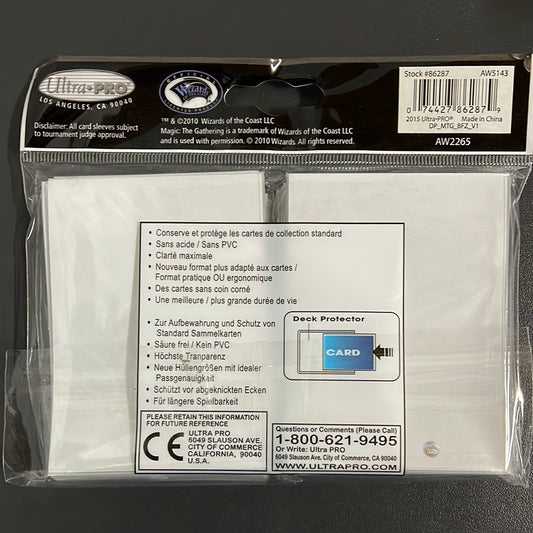 Ultra•PRO®
LOS ANGELES, CA 90040
Disclaimer: All card sleeves subject
to tournament judge approval.
OFFICIAL
Wizards
LICENSED PRODUCT
™ & ©2010 Wizards of the Coast LLC
Magic: The Gathering is a trademark of Wizards of the Coast LLC
and is used with permission. © 2010 Wizards. All rights reserved.
Stock #86287 AW5143
0 74427 86287 9
2015 Ultra•PRO® Made in China
DP_MTG_BFZ_V1
AW2265
• Conserve et protège les cartes de collection standard
• Sans acide / Sans PVC
• Clarté maximale
• Nouveau format plus adapté aux cartes /
Format pratique OU ergonomique
• Des cartes sans coin corné
• Une meilleure / plus grande durée de vie
• Zur Aufbewahrung und Schutz von
Standard Sammelkarten
• Säure frei / Kein PVC
• Höchste Tranparenz
• Neue Hüllengrößen mit idealer
Passgenauigkeit
• Schützt vor abgeknickten Ecken
• Für längere Spielbarkeit
Deck Protector
CARD
PLEASE RETAIN THIS INFORMATION
FOR FUTURE REFERENCE
CE
ULTRA PRO
6049 SLAUSON AVE.
CITY OF COMMERCE
CALIFORNIA, 90040
U.S.A.
Questions or Comments (Please Call)
1-800-621-9495
Or Write: Ultra PRO
6049 Slauson Ave. City of Commerce, CA 90040
WWW.ULTRAPRO.COM